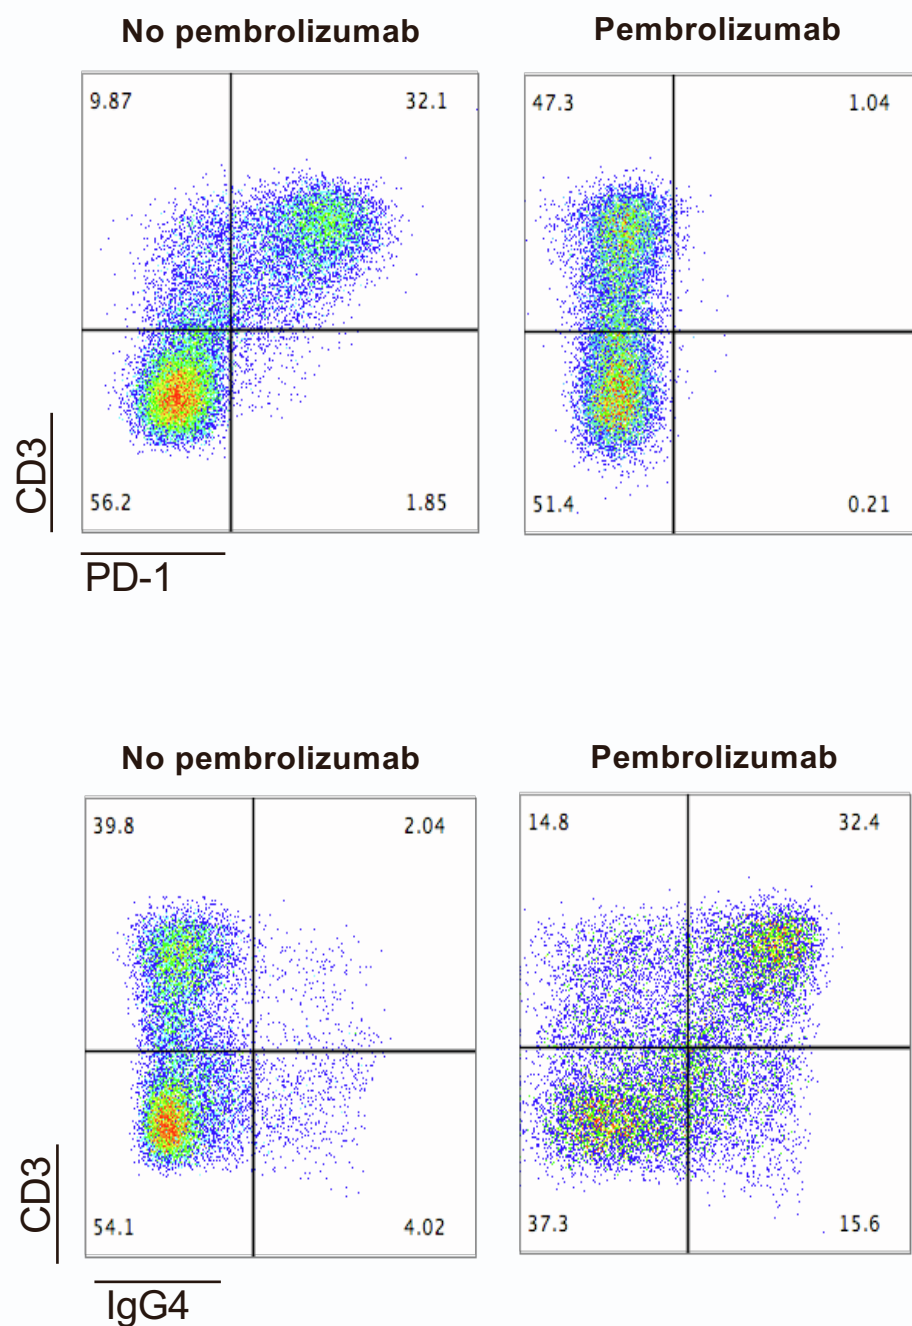 No pembrolizumab
Pembrolizumab
9.87
32.1
47.3
1.04
CD3
56.2
1.85
51.4
0.21
PD-1
No pembrolizumab
Pembrolizumab
39.8
2.04
14.8
32.4
CD3
54.1
4.02
37.3
15.6
IgG4